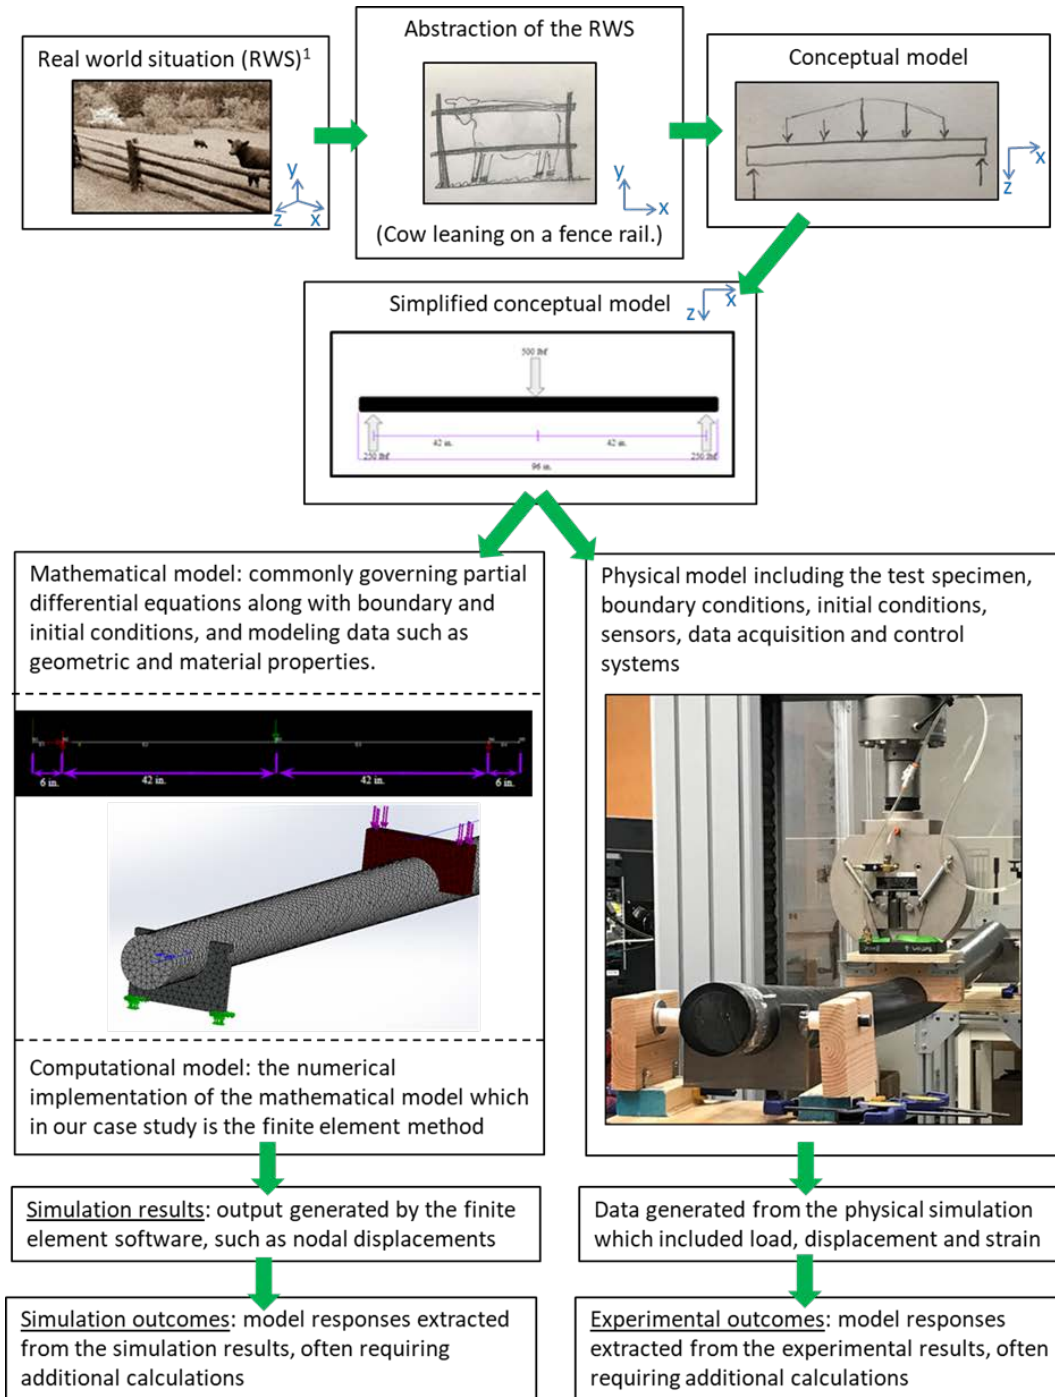 Real world situation (RWS)1
y
z
x
Abstraction of the RWS
y
x
(Cow leaning on a fence rail.)
Conceptual model
x
z
Simplified conceptual model
x
z
500 lbf
42 in.
42 in.
250 lbf
250 lbf
96 in.
Mathematical model: commonly governing partial
differential equations along with boundary and
initial conditions, and modeling data such as
geometric and material properties.
6 in.
42 in.
42 in.
6 in.
Computational model: the numerical
implementation of the mathematical model which
in our case study is the finite element method
Physical model including the test specimen,
boundary conditions, initial conditions,
sensors, data acquisition and control
systems
Simulation results: output generated by the finite
element software, such as nodal displacements
Data generated from the physical simulation
which included load, displacement and strain
Simulation outcomes: model responses extracted
from the simulation results, often requiring
additional calculations
Experimental outcomes: model responses
extracted from the experimental results, often
requiring additional calculations